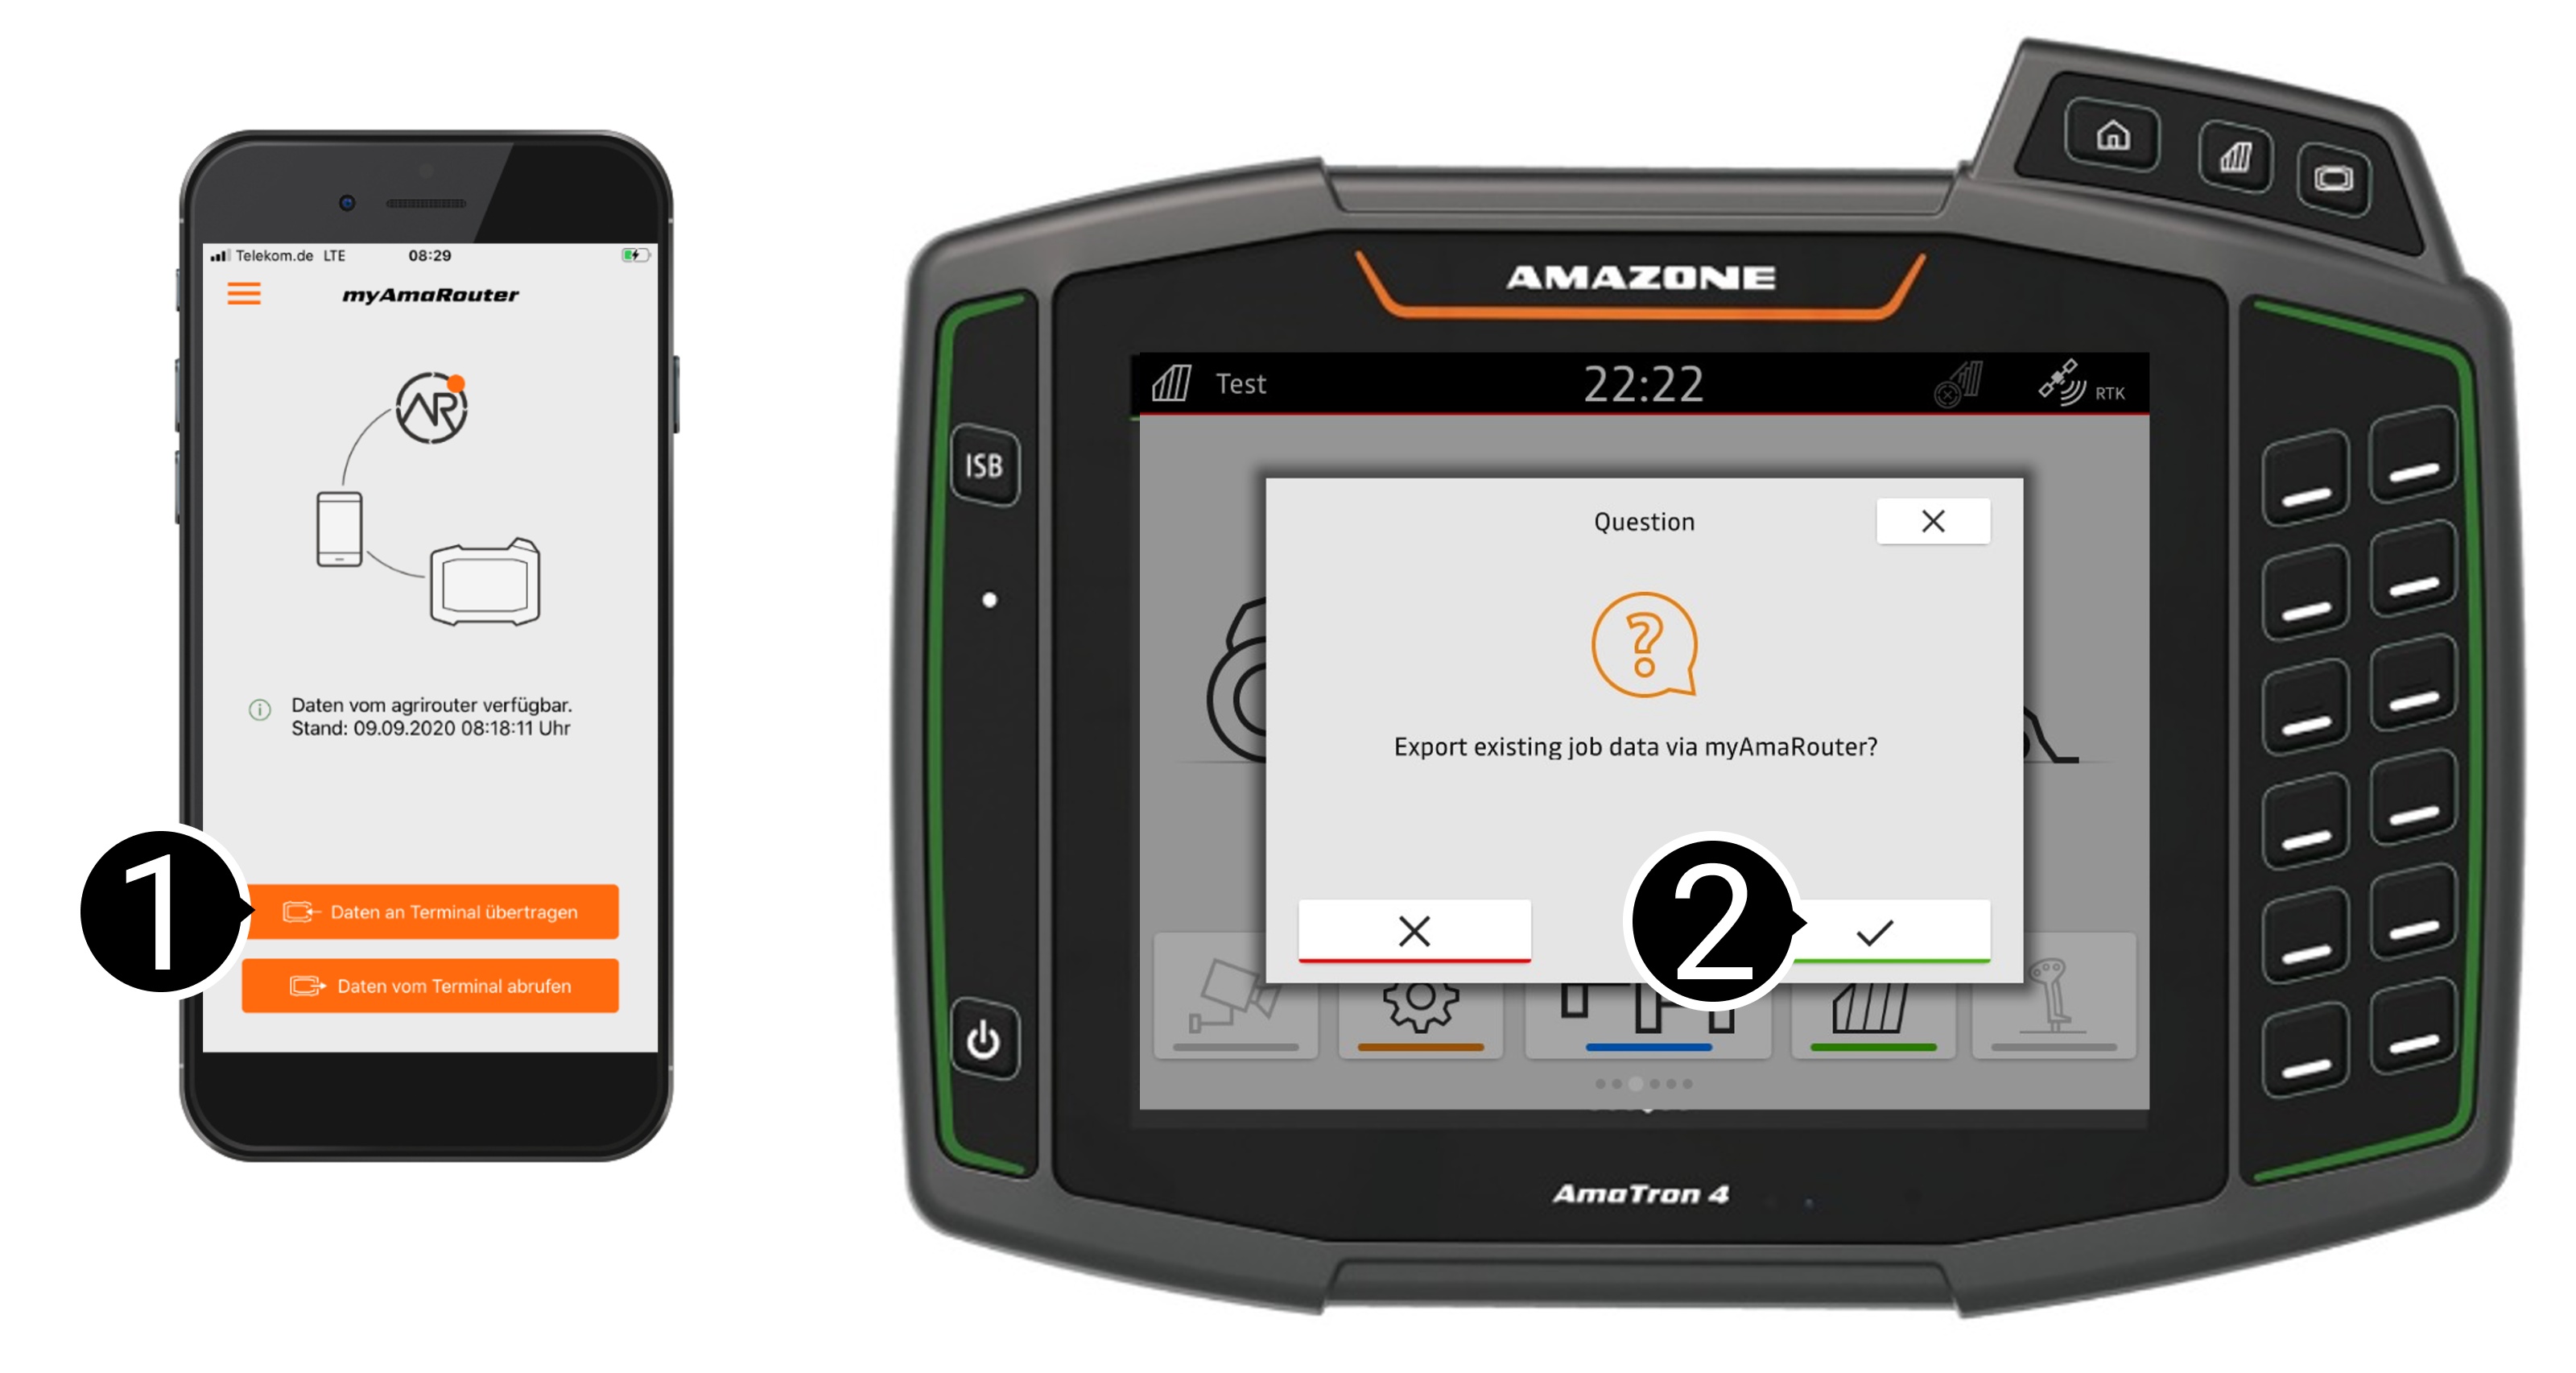 Telekom.de LTE 08:29
myAmaRouter
AR
Daten vom agrirouter verfügbar.
Stand: 09.09.2020 08:18:11 Uhr
1
Daten an Terminal übertragen
Daten vom Terminal abrufen
AMAZONE
Test 22:22 RTK
ISB
Question
?
Export existing job data via myAmaRouter?
2
AmaTron 4